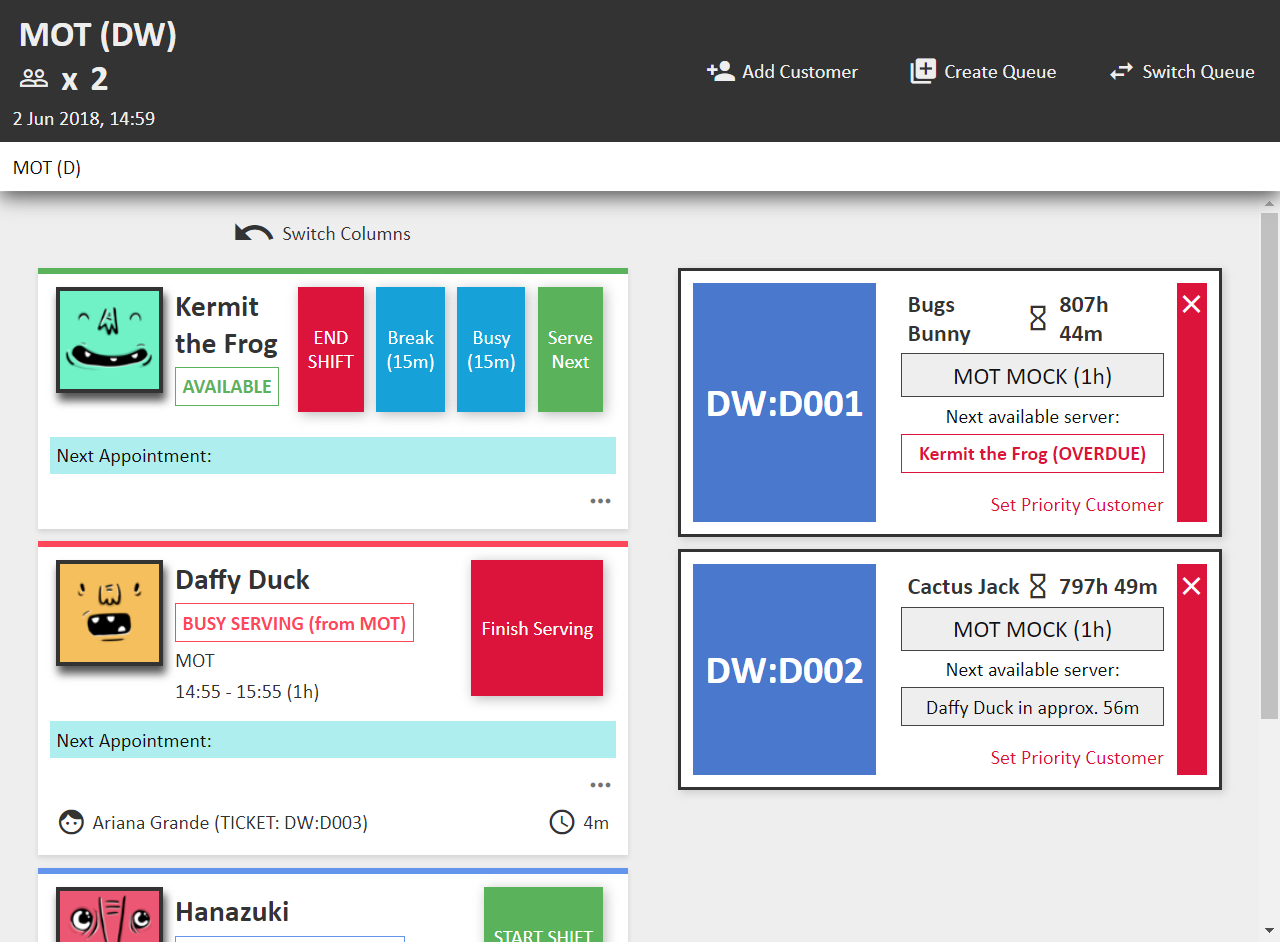 MOT (DW)
x 2
2 Jun 2018, 14:59
Add Customer
Create Queue
Switch Queue
MOT (D)
Switch Columns
Kermit
the Frog
AVAILABLE
END
SHIFT
Break
(15m)
Busy
(15m)
Serve
Next
Next Appointment:
Daffy Duck
BUSY SERVING (from MOT)
MOT
14:55 - 15:55 (1h)
Finish Serving
Next Appointment:
Ariana Grande (TICKET: DW:D003)
4m
Hanazuki
START SHIFT
DW:D001
Bugs
Bunny
807h
44m
MOT MOCK (1h)
Next available server:
Kermit the Frog (OVERDUE)
Set Priority Customer
DW:D002
Cactus Jack
797h 49m
MOT MOCK (1h)
Next available server:
Daffy Duck in approx. 56m
Set Priority Customer